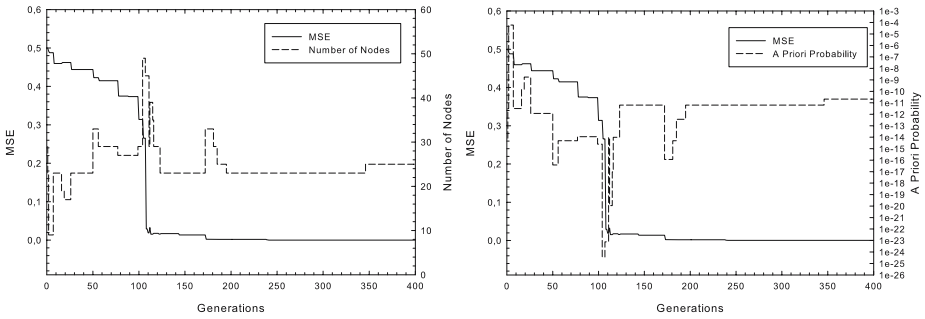 0,6
0,5
0,4
0,3
0,2
0,1
0,0
MSE
60
50
40
30
20
10
0
Number of Nodes
MSE
Number of Nodes
0 50 100 150 200 250 300 350 400
Generations
0,6
0,5
0,4
0,3
0,2
0,1
0,0
MSE
1e-3
1e-4
1e-5
1e-6
1e-7
1e-8
1e-9
1e-10
1e-11
1e-12
1e-13
1e-14
1e-15
1e-16
1e-17
1e-18
1e-19
1e-20
1e-21
1e-22
1e-23
1e-24
1e-25
1e-26
A Priori Probability
MSE
A Priori Probability
0 50 100 150 200 250 300 350 400
Generations